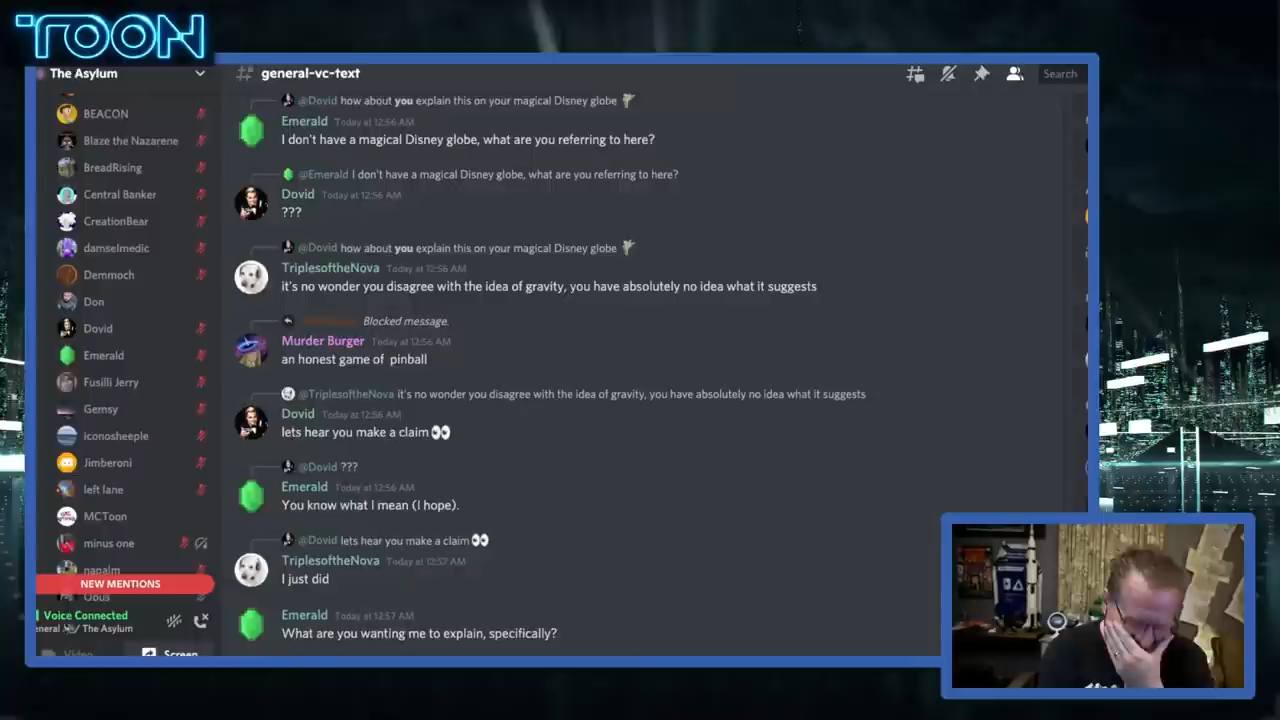 TOON
The Asylum
general-vc-text
Search
BEACON
Blaze the Nazarene
BreadRising
Central Banker
CreationBear
damselmedic
Demmoch
Don
Dovid
Emerald
Fusilli Jerry
Gemsy
iconosheeple
Jimberoni
left lane
MCToon
minus one
napalm
NEW MENTIONS
Opus
Voice Connected
eneral / The Asylum
Video
Screen
@Dovid how about you explain this on your magical Disney globe
Emerald Today at 12:56 AM
I don't have a magical Disney globe, what are you referring to here?
@Emerald I don't have a magical Disney globe, what are you referring to here?
Dovid Today at 12:56 AM
???
@Dovid how about you explain this on your magical Disney globe
TriplesoftheNova Today at 12:56 AM
it's no wonder you disagree with the idea of gravity, you have absolutely no idea what it suggests
Blocked message.
Murder Burger Today at 12:56 AM
an honest game of pinball
@TriplesoftheNova it's no wonder you disagree with the idea of gravity, you have absolutely no idea what it suggests
Dovid Today at 12:56 AM
lets hear you make a claim 👀
@Dovid ???
Emerald Today at 12:56 AM
You know what I mean (I hope).
@Dovid lets hear you make a claim 👀
TriplesoftheNova Today at 12:57 AM
I just did
Emerald Today at 12:57 AM
What are you wanting me to explain, specifically?